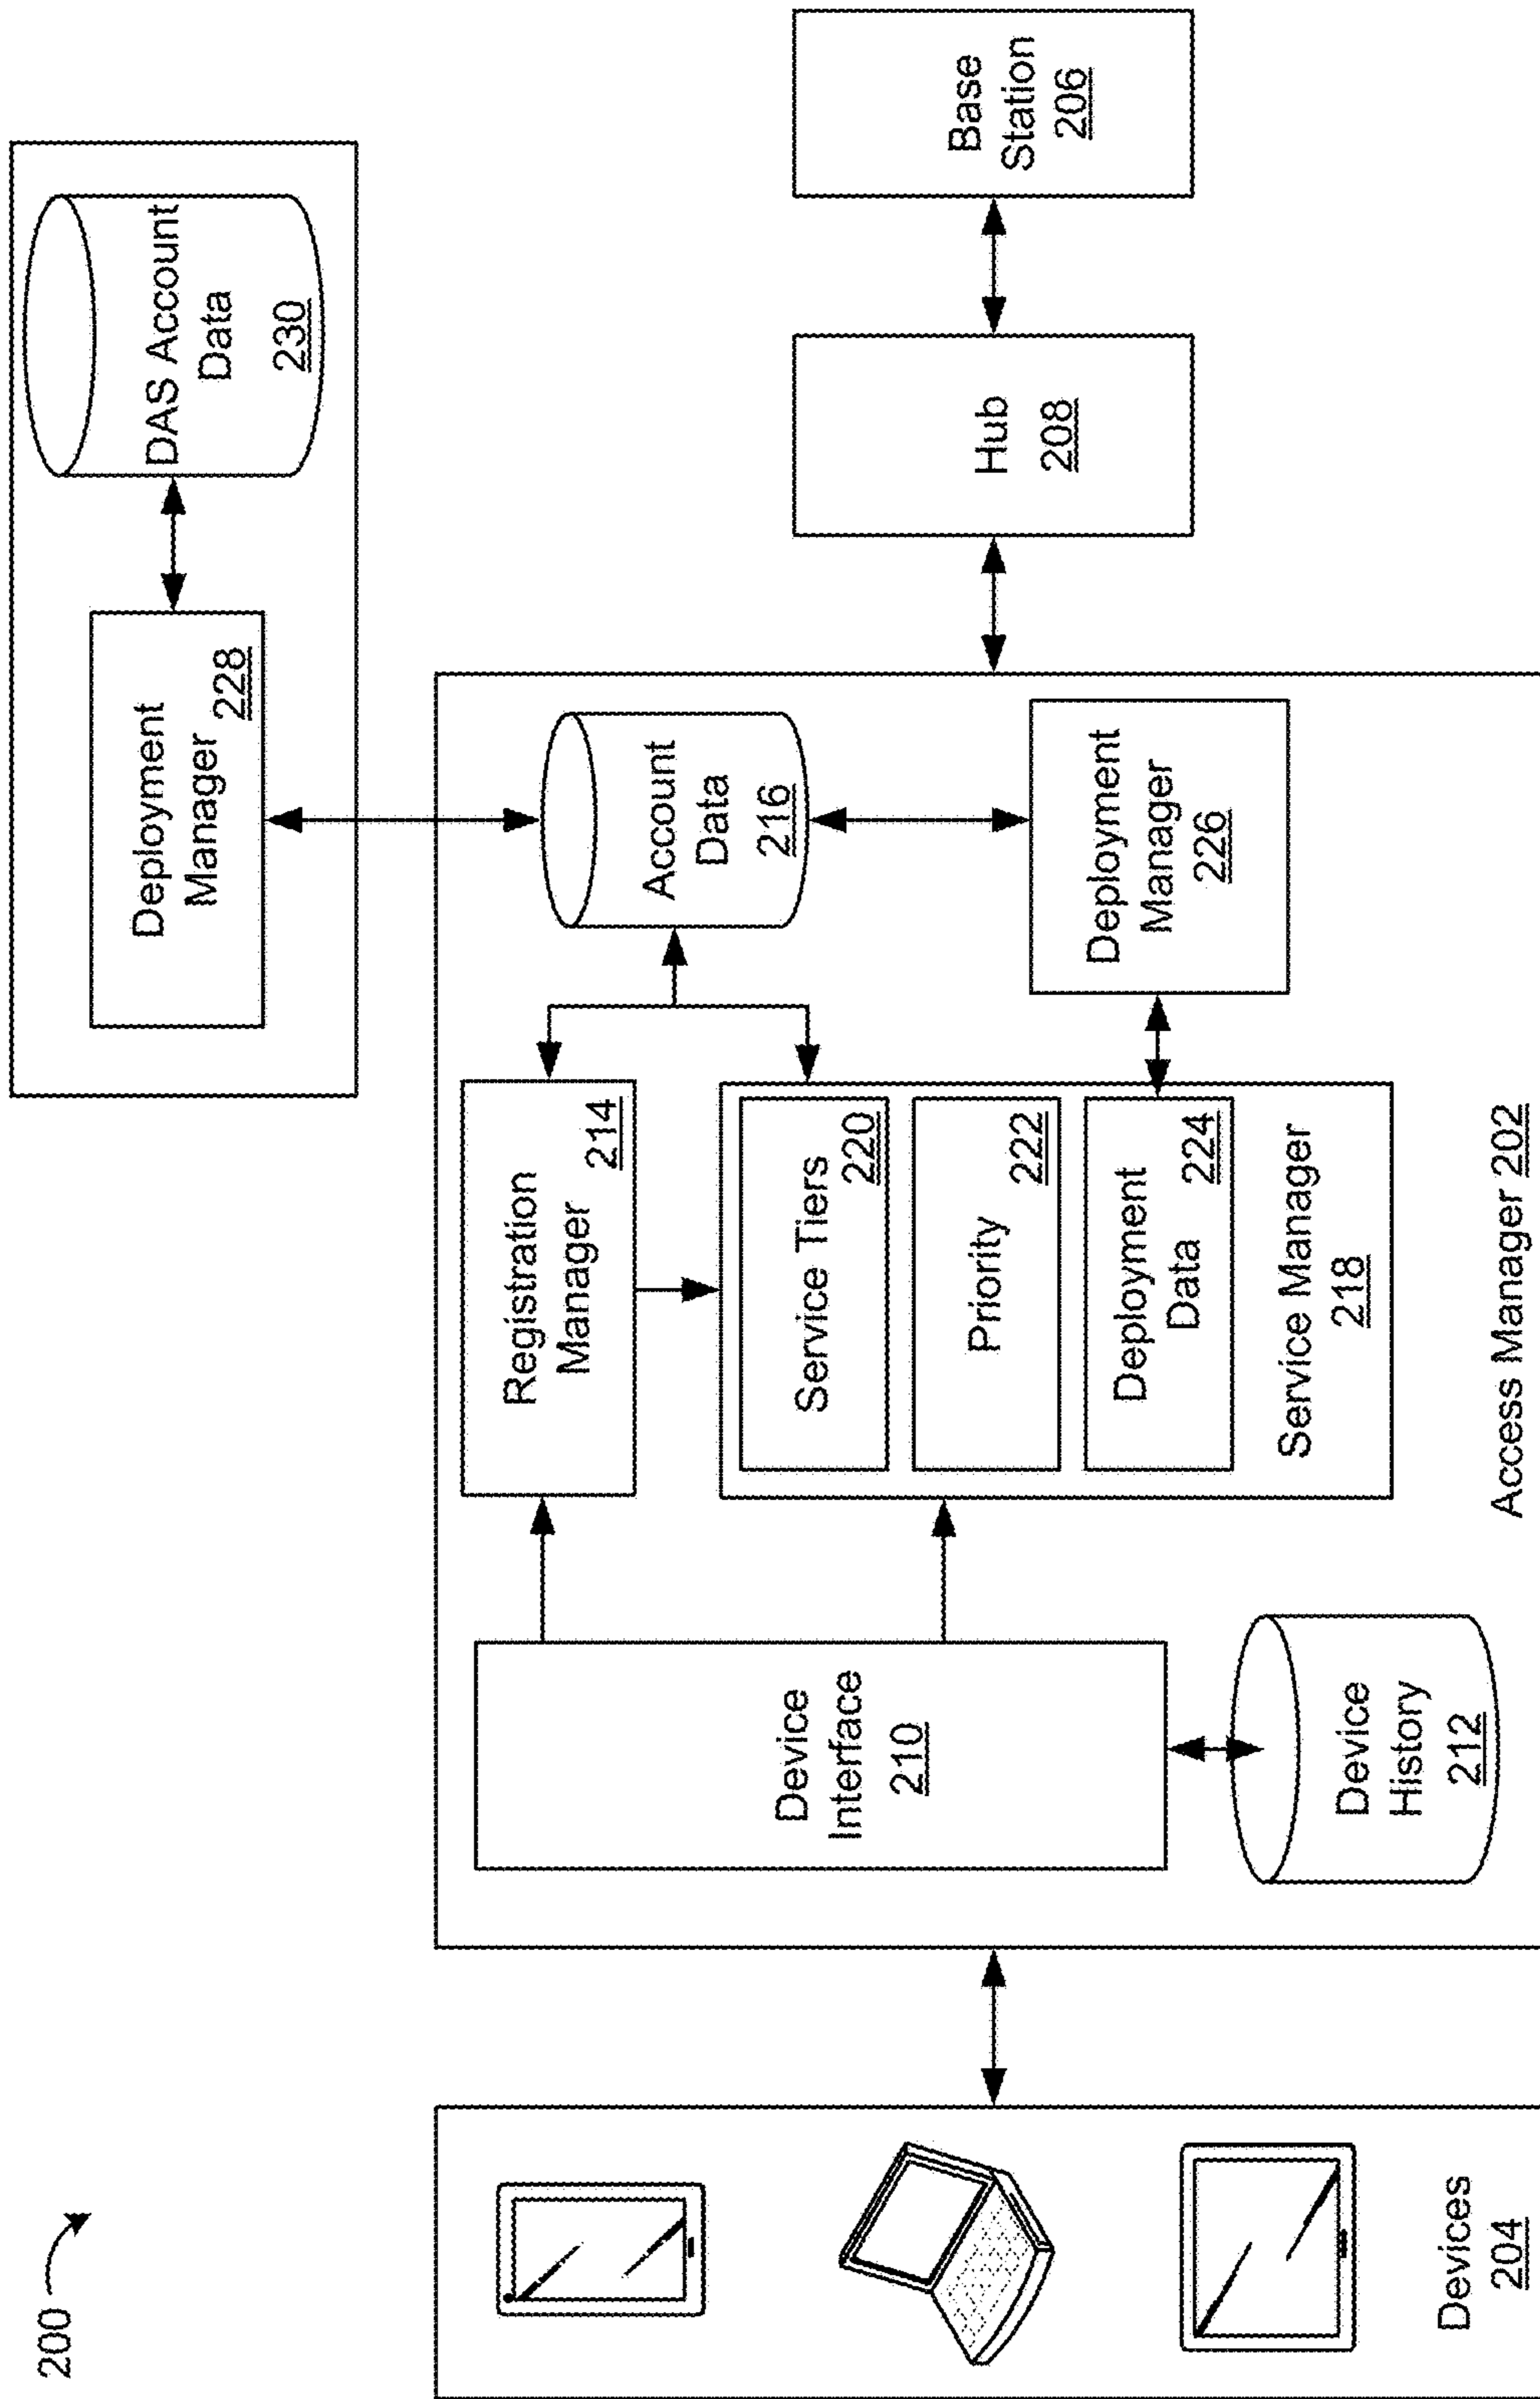 200
Deployment
Manager
228
DAS Account
Data
230
Devices
204
Device
Interface
210
Device
History
212
Registration
Manager
214
Service Tiers
220
Priority
222
Deployment
Data
224
Service Manager
218
Account
Data
216
Deployment
Manager
226
Access Manager 202
Hub
208
Base
Station
206